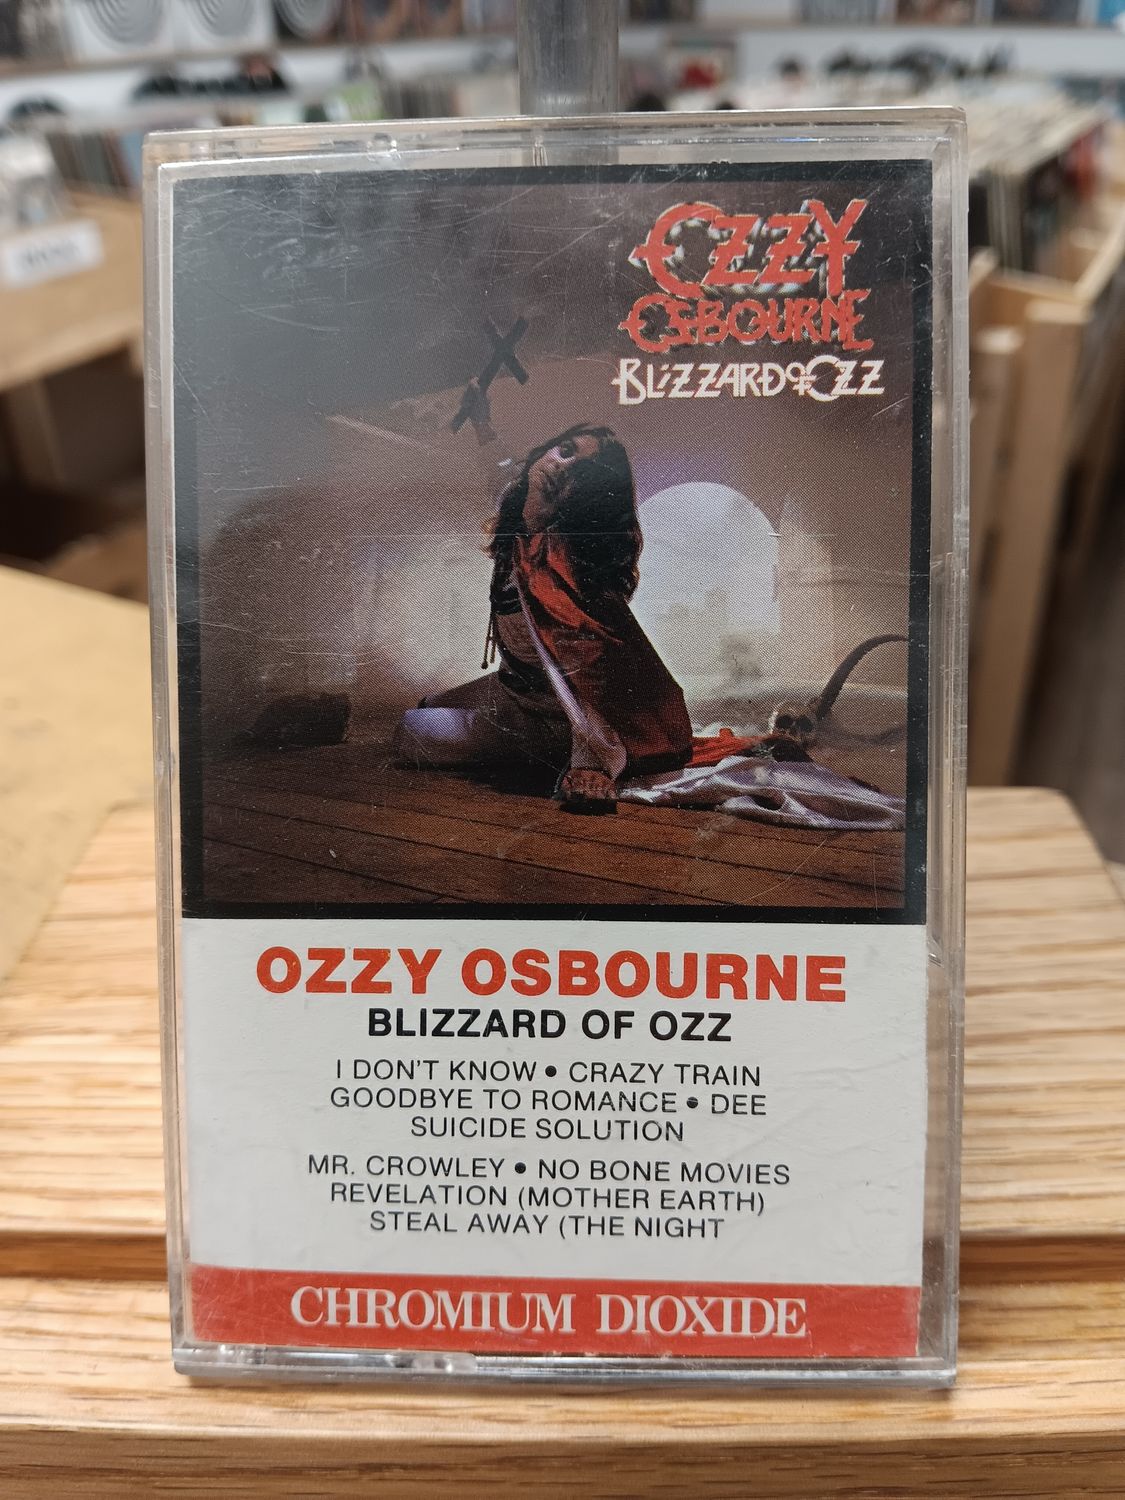 OZZY
OSBOURNE
BLIZZARD OF OZZ
OZZY OSBOURNE
BLIZZARD OF OZZ
I DON'T KNOW • CRAZY TRAIN
GOODBYE TO ROMANCE • DEE
SUICIDE SOLUTION
MR. CROWLEY • NO BONE MOVIES
REVELATION (MOTHER EARTH)
STEAL AWAY (THE NIGHT
CHROMIUM DIOXIDE